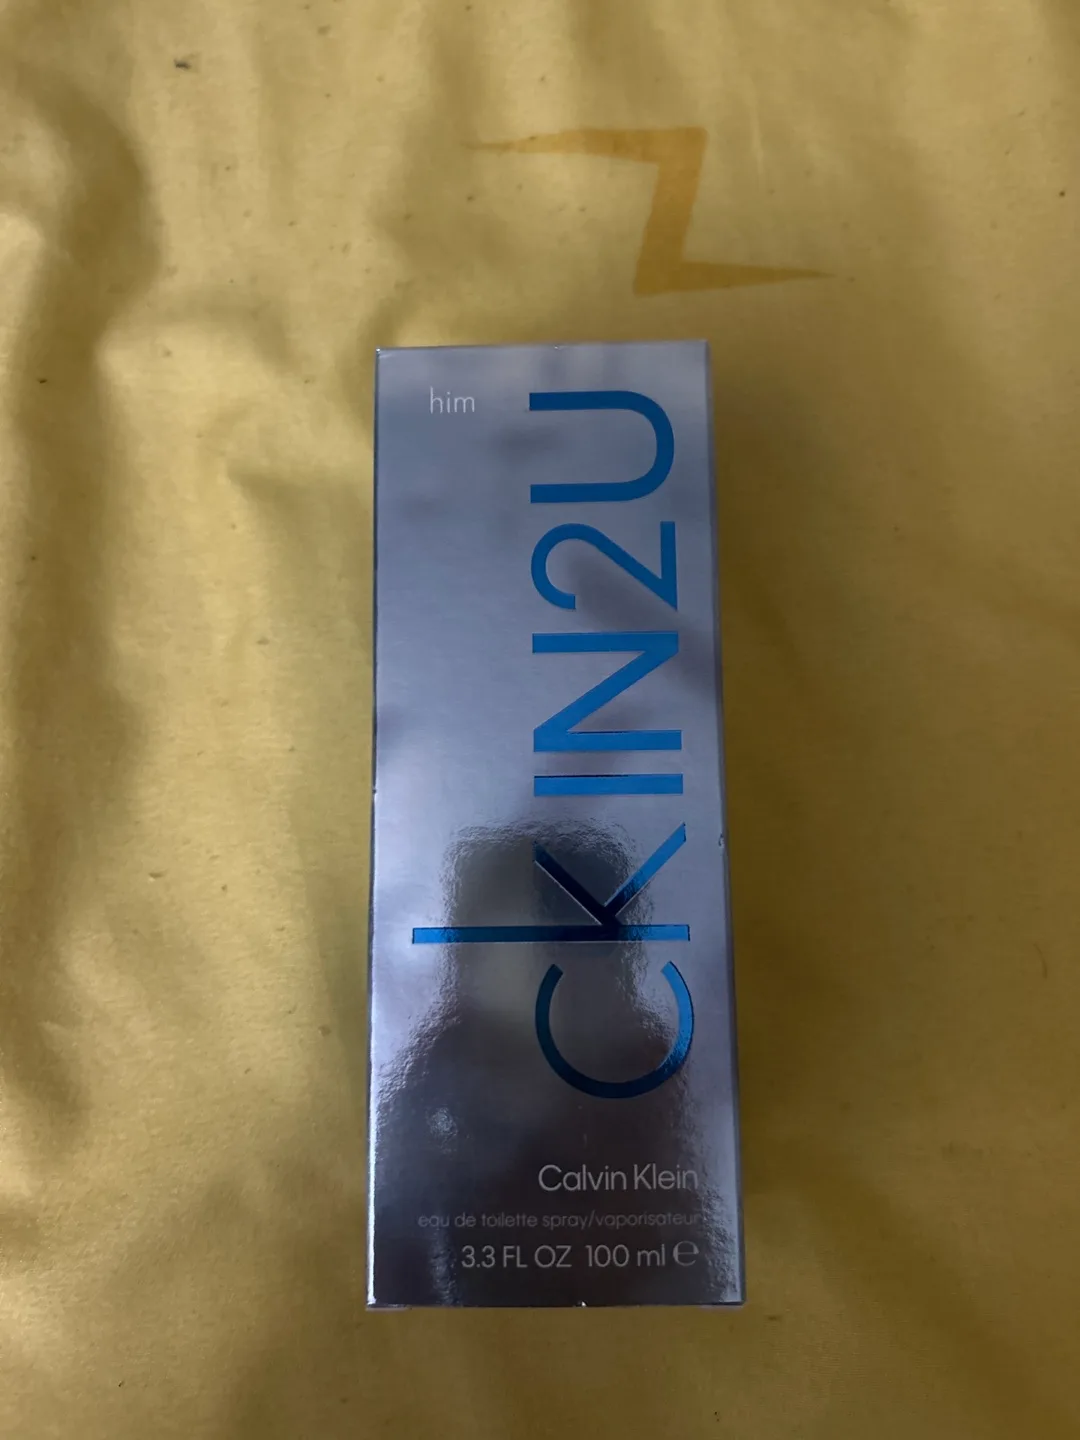 him
ckIN2U
Calvin Klein
eau de toilette spray/vaporisateur
3.3 FL OZ 100 ml ℮